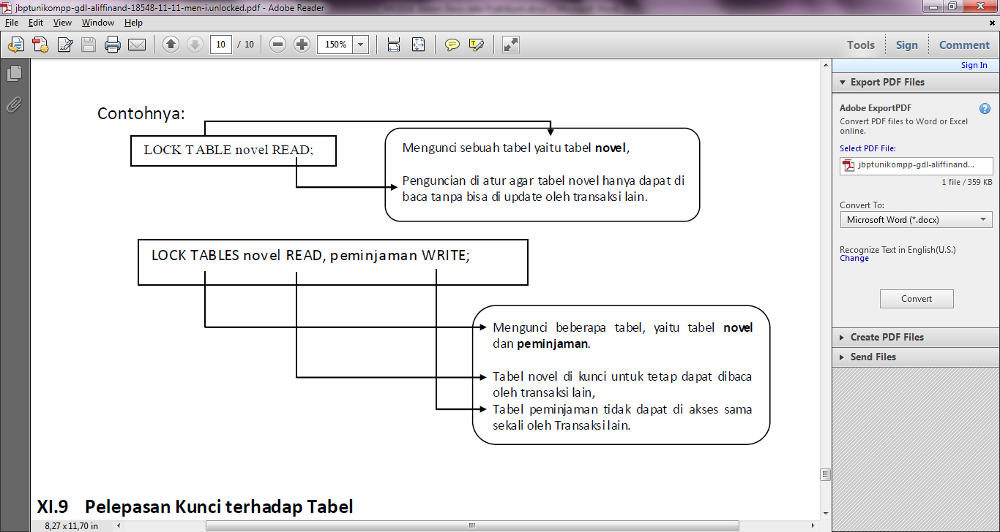 jbptunikompp-gdl-aliffinand-18548-11-11-men-i.unlocked.pdf - Adobe Reader
File Edit View Window Help
10 / 10 150% Tools Sign Comment
Sign In
Export PDF Files
Adobe ExportPDF
Convert PDF files to Word or Excel
online.
Select PDF File:
jbptunikompp-gdl-aliffinand...
1 file / 359 KB
Convert To:
Microsoft Word (*.docx)
Recognize Text in English(U.S.)
Change
Convert
Create PDF Files
Send Files
Contohnya:
LOCK TABLE novel READ;
Mengunci sebuah tabel yaitu tabel novel,
Penguncian di atur agar tabel novel hanya dapat di
baca tanpa bisa di update oleh transaksi lain.
LOCK TABLES novel READ, peminjaman WRITE;
Mengunci beberapa tabel, yaitu tabel novel
dan peminjaman.
Tabel novel di kunci untuk tetap dapat dibaca
oleh transaksi lain,
Tabel peminjaman tidak dapat di akses sama
sekali oleh Transaksi lain.
XI.9 Pelepasan Kunci terhadap Tabel
8,27 x 11,70 in